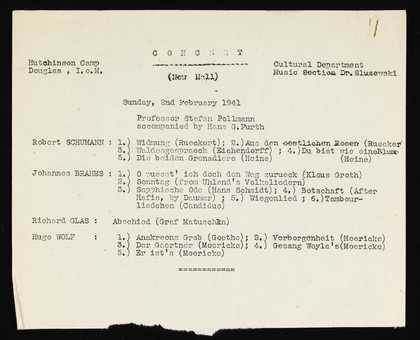 CONCERT
Hutchinson Camp
Douglas , I.o.M.
(New Hall)
Cultural Department
Music Section Dr.Sluzewski
Sunday, 2nd February 1941
Professor Stefan Pollmann
accompanied by Hans G.Furth
Robert SCHUMANN : 1.) Widmung (Rueckert); 2.)Aus den oestlichen Rosen (Ruecker
3.) Waldesgespraech (Eichendorff) ; 4.)Du bist wie eineBlume
5.) Die beiden Grenadiere (Heine) (Heine)
Johannes BRAHMS : 1.) O wuesst' ich doch den Weg zurueck (Klaus Groth)
2.) Sonntag (from Uhland's Volksliedern)
3.) Sapphische Ode (Hans Schmidt); 4.) Botschaft (After
Hafis, by Daumer) ; 5.) Wiegenlied ; 6.)Tambour-
liedchen (Candidus)
Richard GLAS : Abschied (Graf Matuschka)
Hugo WOLF : 1.) Anakreons Grab (Goethe); 2.) Verborgenheit (Moericke)
3.) Der Gaertner (Moericke); 4.) Gesang Weyla's(Moericke)
5.) Er ist's (Moericke)